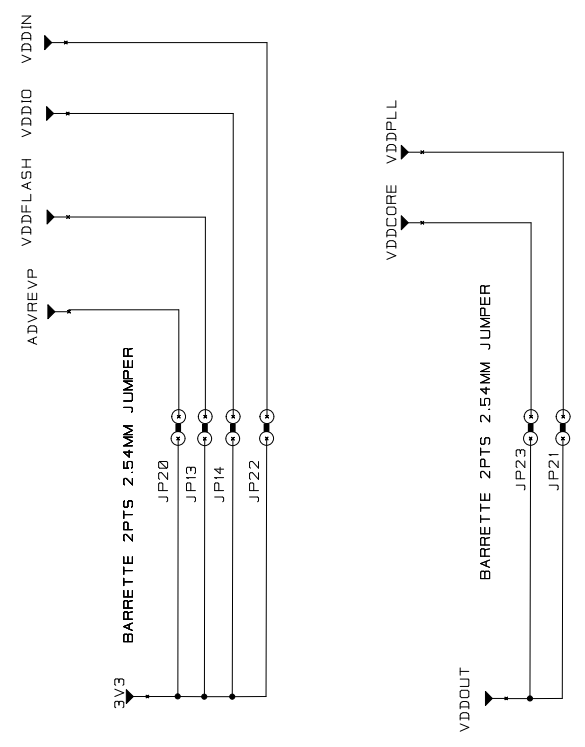 VDDIN
VDDIO
VDDFLASH
ADVREVP
BARRETTE 2PTS 2.54MM JUMPER
JP20
JP13
JP14
JP22
3V3
VDDPLL
VDDCORE
BARRETTE 2PTS 2.54MM JUMPER
JP23
JP21
VDDOUT